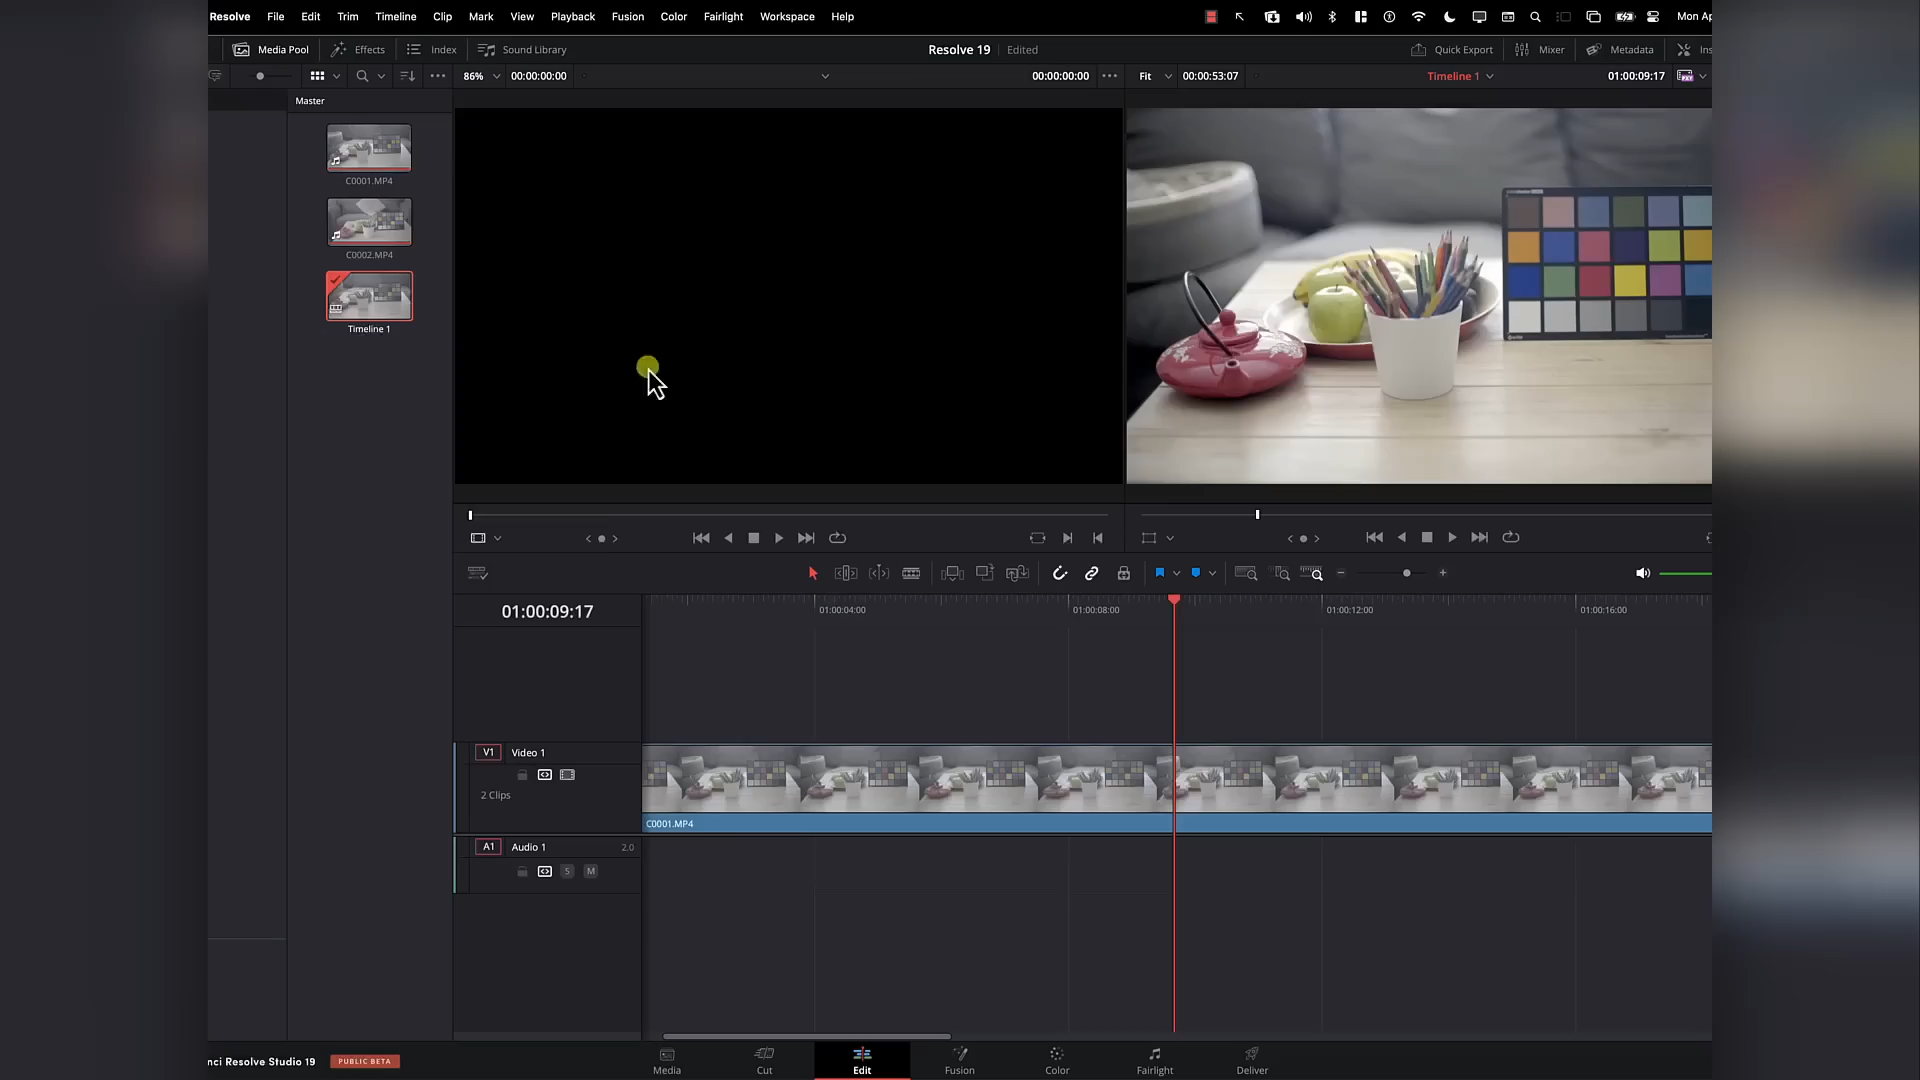 Resolve File Edit Trim Timeline Clip Mark View Playback Fusion Color Fairlight Workspace Help Mon Ap
Media Pool Effects Index Sound Library Resolve 19 Edited Quick Export Mixer Metadata Ins
86% 00:00:00:00 00:00:00:00 Fit 00:00:53:07 Timeline 1 01:00:09:17
Master
C0001.MP4
C0002.MP4
Timeline 1
01:00:09:17 01:00:04:00 01:00:08:00 01:00:12:00 01:00:16:00
V1 Video 1
2 Clips
C0001.MP4
A1 Audio 1 2.0
S M
nci Resolve Studio 19 PUBLIC BETA
Media Cut Edit Fusion Color Fairlight Deliver